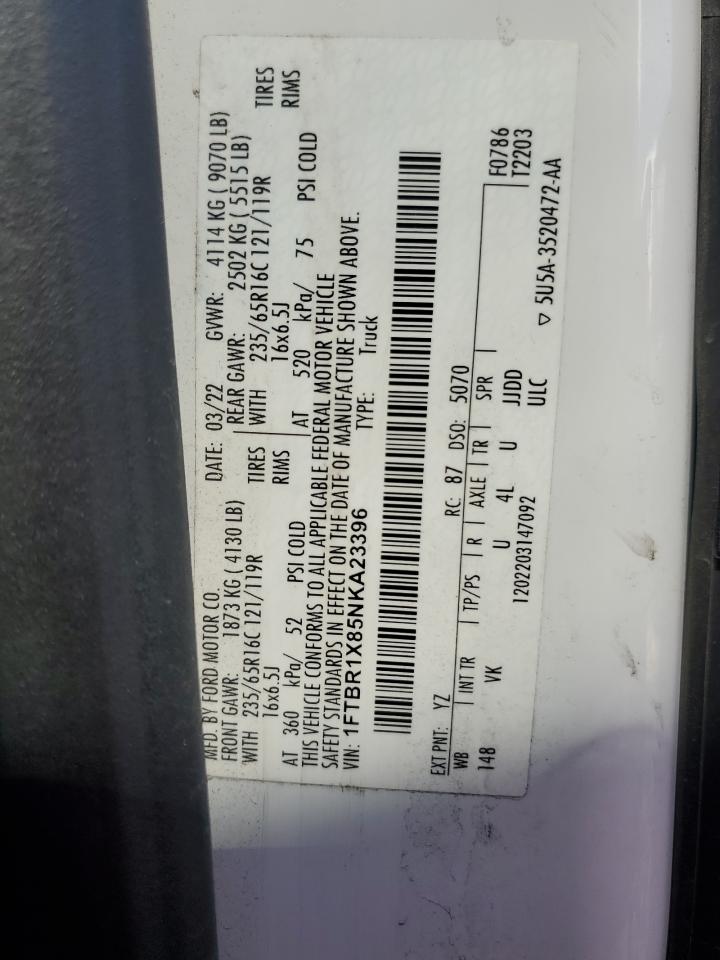 MFD. BY FORD MOTOR CO. DATE: 03/22 GVWR: 4114 KG ( 9070 LB)
FRONT GAWR: 1873 KG ( 4130 LB) REAR GAWR: 2502 KG ( 5515 LB)
WITH 235/65R16C 121/119R TIRES WITH 235/65R16C 121/119R TIRES
16x6.5J RIMS 16x6.5J RIMS
AT 360 kPa/ 52 PSI COLD AT 520 kPa/ 75 PSI COLD
THIS VEHICLE CONFORMS TO ALL APPLICABLE FEDERAL MOTOR VEHICLE
SAFETY STANDARDS IN EFFECT ON THE DATE OF MANUFACTURE SHOWN ABOVE.
VIN: 1FTBR1X85NKA23396 TYPE: Truck
EXT PNT: YZ RC: 87 DSO: 5070
WB INT TR TP/PS R AXLE TR SPR F0786
148 VK U 4L U JJDD T2203
1202203147092 ULC
▽ 5U5A-3520472-AA